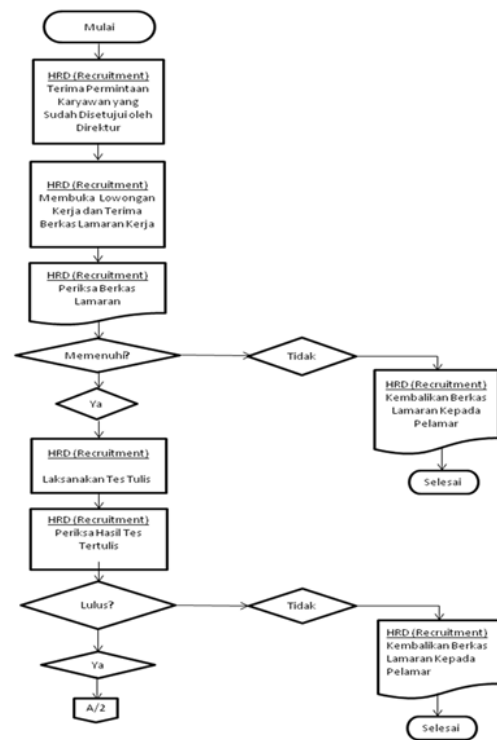 Mulai
HRD (Recruitment)
Terima Permintaan
Karyawan yang
Sudah Disetujui oleh
Direktur
HRD (Recruitment)
Membuka Lowongan
Kerja dan Terima
Berkas Lamaran Kerja
HRD (Recruitment)
Periksa Berkas
Lamaran
Memenuhi?
Tidak
HRD (Recruitment)
Kembalikan Berkas
Lamaran Kepada
Pelamar
Selesai
Ya
HRD (Recruitment)
Laksanakan Tes Tulis
HRD (Recruitment)
Periksa Hasil Tes
Tertulis
Lulus?
Tidak
HRD (Recruitment)
Kembalikan Berkas
Lamaran Kepada
Pelamar
Selesai
Ya
A/2